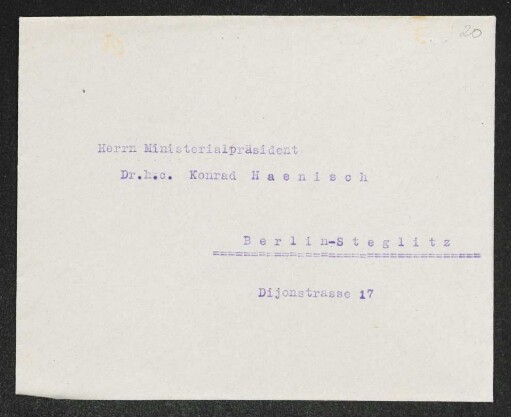 20
Herrn Ministerialpräsident
Dr.h.c. Konrad H a e n i s c h
B e r l i n - S t e g l i t z
Dijonstrasse 17